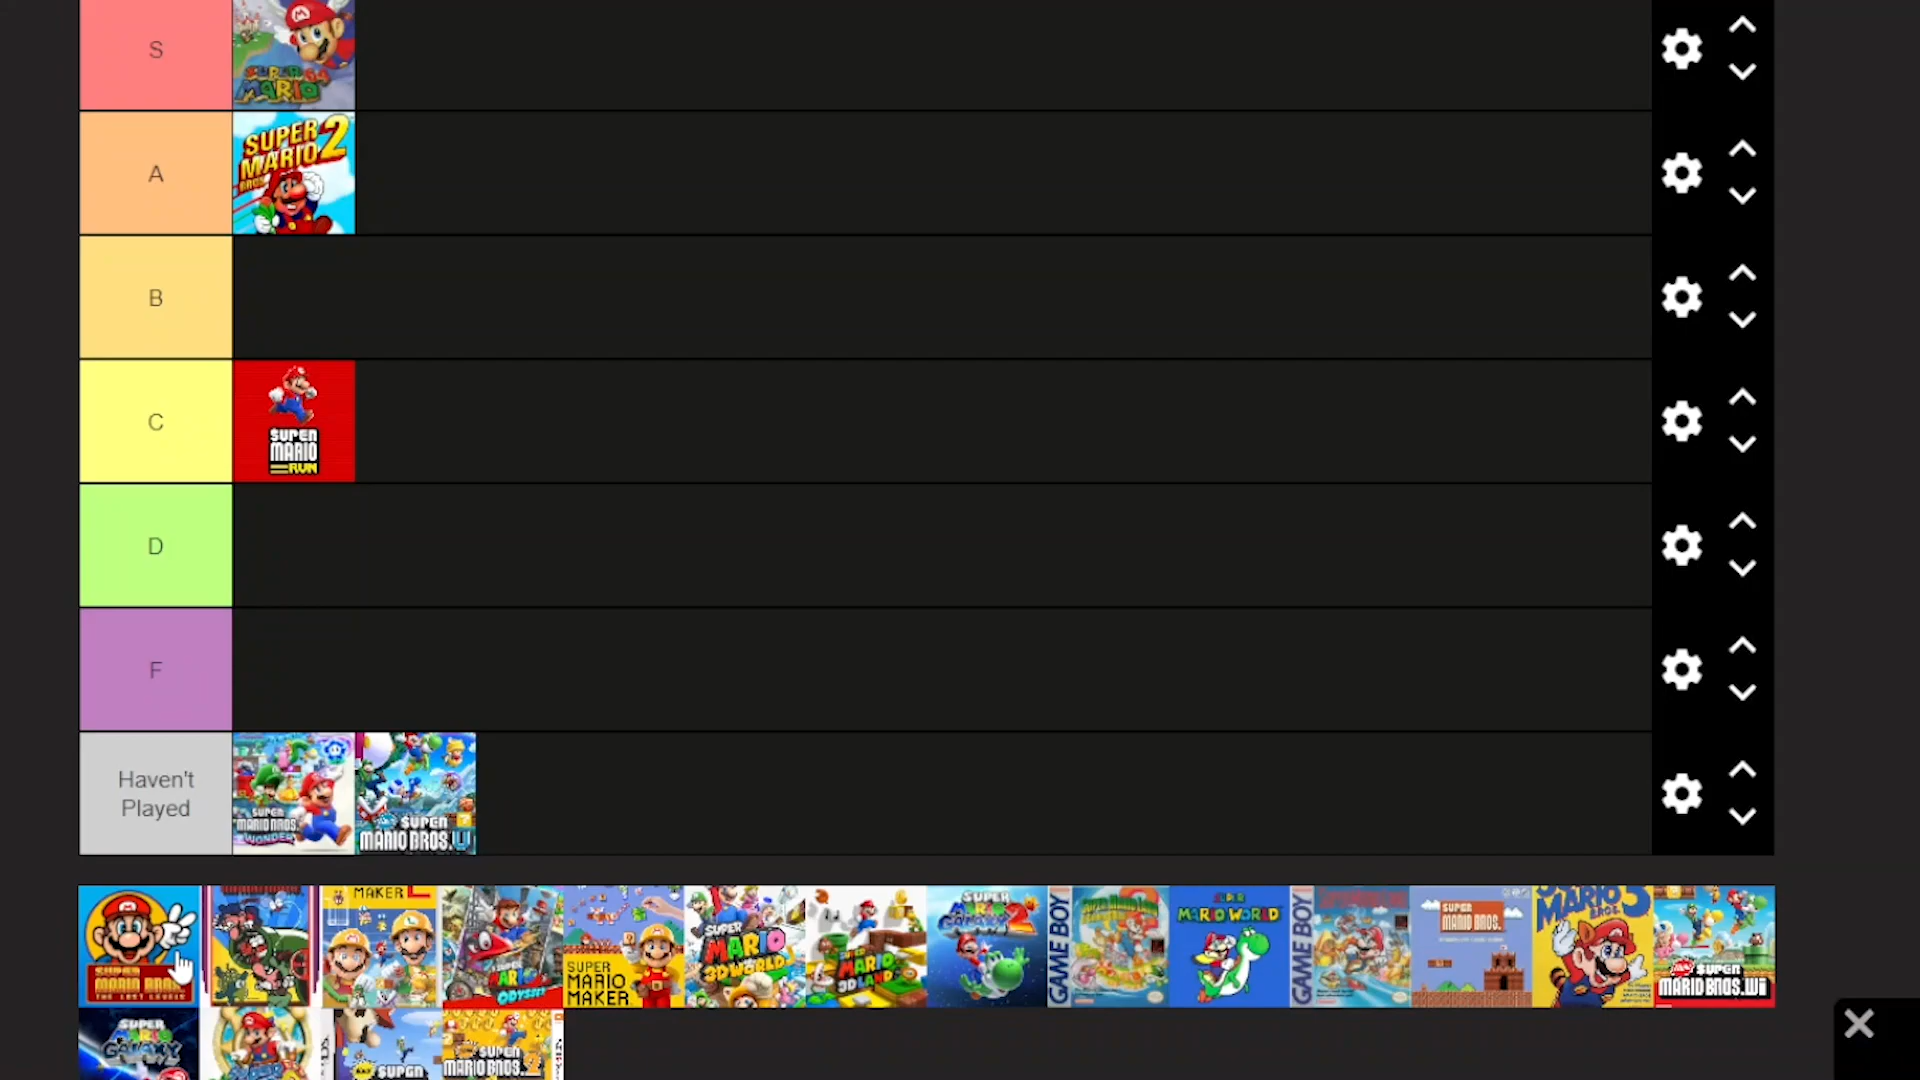 S
SUPER
MARIO 64
A
SUPER
MARIO 2
BROS.
B
C
SUPER
MARIO
RUN
D
F
Haven't
Played
SUPER
MARIO BROS.
WONDER
SUPER
MARIO BROS. U
SUPER
MARIO BROS.
THE LOST LEVELS
MAKER
SUPER
MARIO
ODYSSEY
SUPER
MARIO
MAKER
SUPER
MARIO
3D WORLD
MARIO
3D LAND
SUPER
MARIO
GALAXY 2
GAME BOY
SUPER
MARIO WORLD
GAME BOY
SUPER
MARIO BROS.
MARIO 3
BROS.
NEW SUPER
MARIO BROS. Wii
SUPER
MARIO
GALAXY
SUPER
SUPER
MARIO BROS. 2